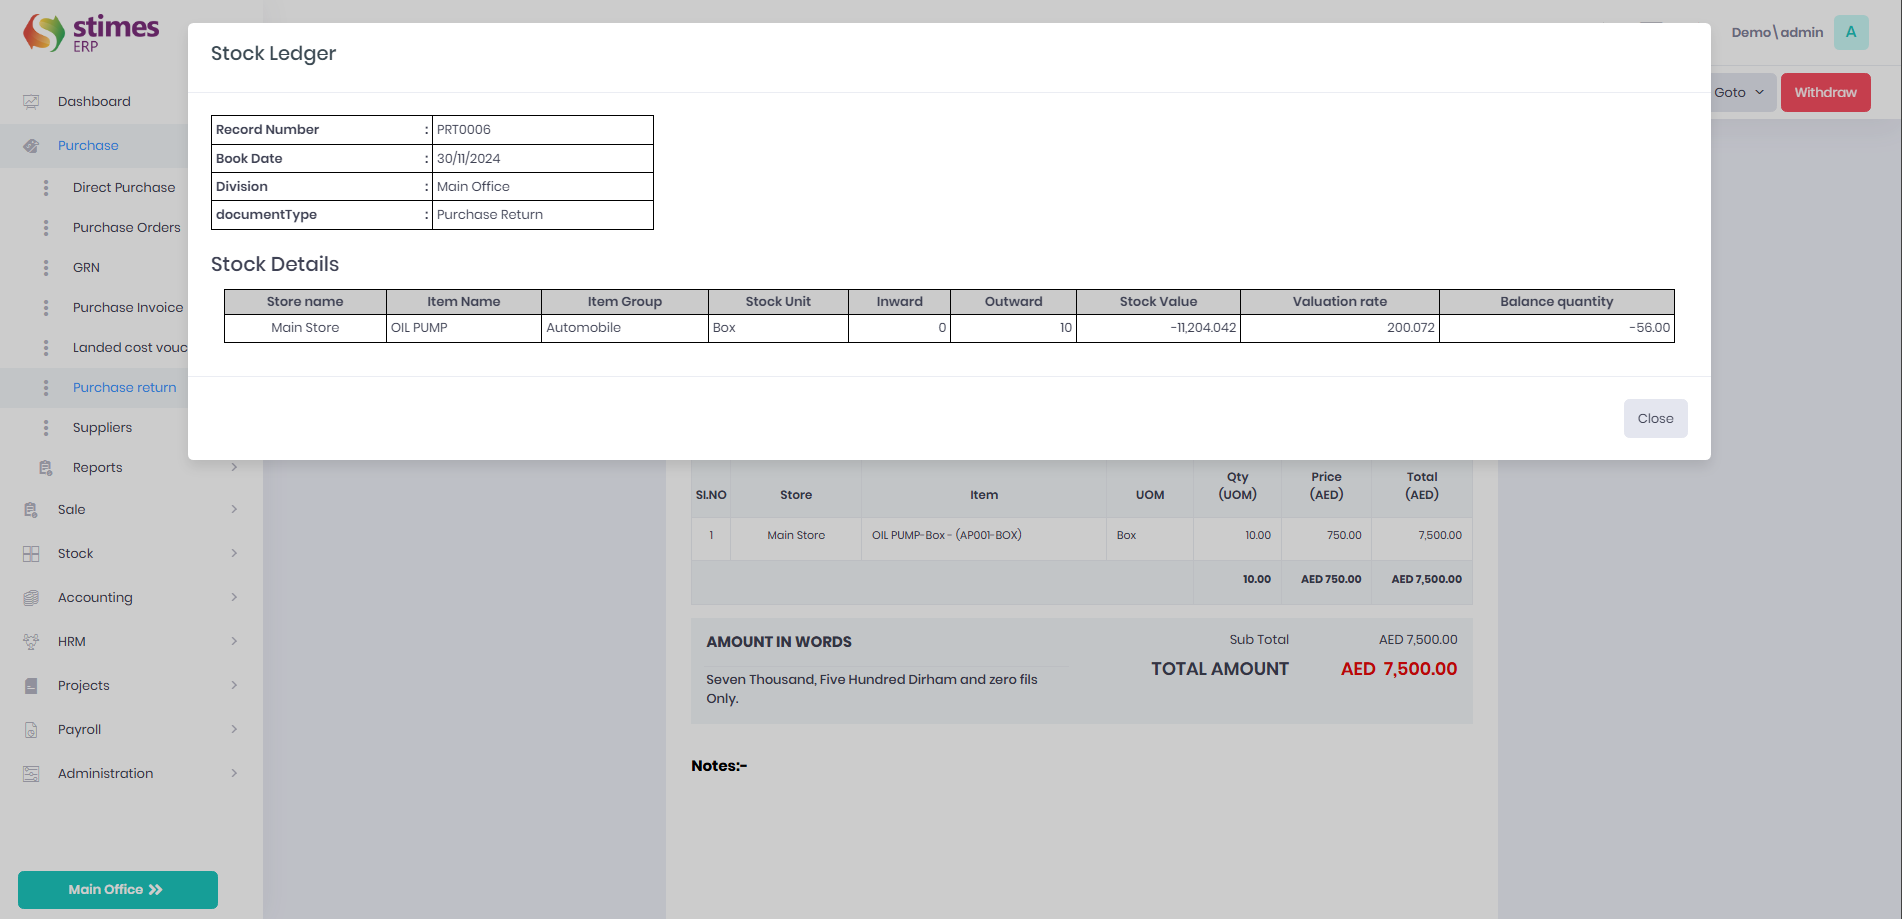 stimes
ERP
Demo\admin
A
Goto
Withdraw
Dashboard
Purchase
Direct Purchase
Purchase Orders
GRN
Purchase Invoice
Landed cost vouc
Purchase return
Suppliers
Reports
Sale
Stock
Accounting
HRM
Projects
Payroll
Administration
Main Office
Stock Ledger
Record Number : PRT0006
Book Date : 30/11/2024
Division : Main Office
documentType : Purchase Return
Stock Details
Store name Item Name Item Group Stock Unit Inward Outward Stock Value Valuation rate Balance quantity
Main Store OIL PUMP Automobile Box 0 10 -11,204.042 200.072 -56.00
Close
SI.NO Store Item UOM Qty (UOM) Price (AED) Total (AED)
1 Main Store OIL PUMP-Box - (AP001-BOX) Box 10.00 750.00 7,500.00
10.00 AED 750.00 AED 7,500.00
AMOUNT IN WORDS
Seven Thousand, Five Hundred Dirham and zero fils
Only.
Sub Total AED 7,500.00
TOTAL AMOUNT AED 7,500.00
Notes:-